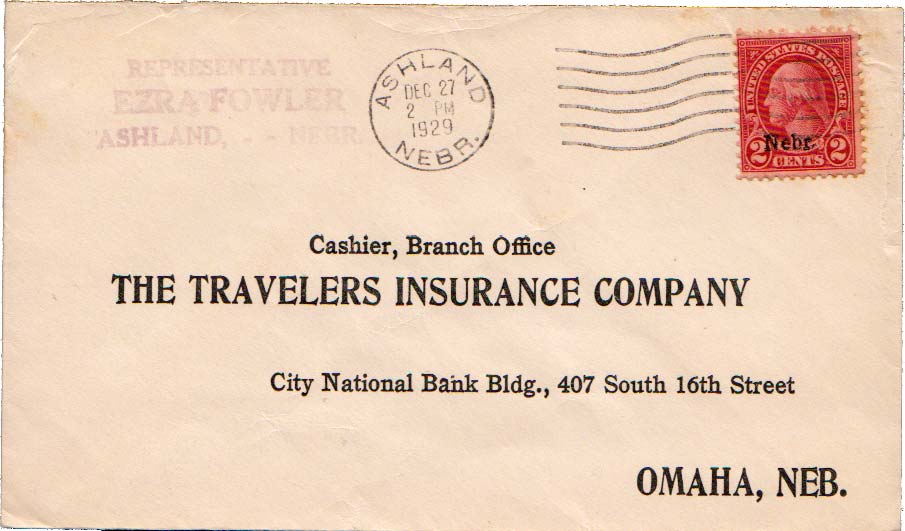 REPRESENTATIVE
EZRA FOWLER
ASHLAND, - - NEBR.
ASHLAND
DEC 27
2 PM
1929
NEBR.
UNITED STATES POSTAGE
Nebr.
2 CENTS 2
Cashier, Branch Office
THE TRAVELERS INSURANCE COMPANY
City National Bank Bldg., 407 South 16th Street
OMAHA, NEB.